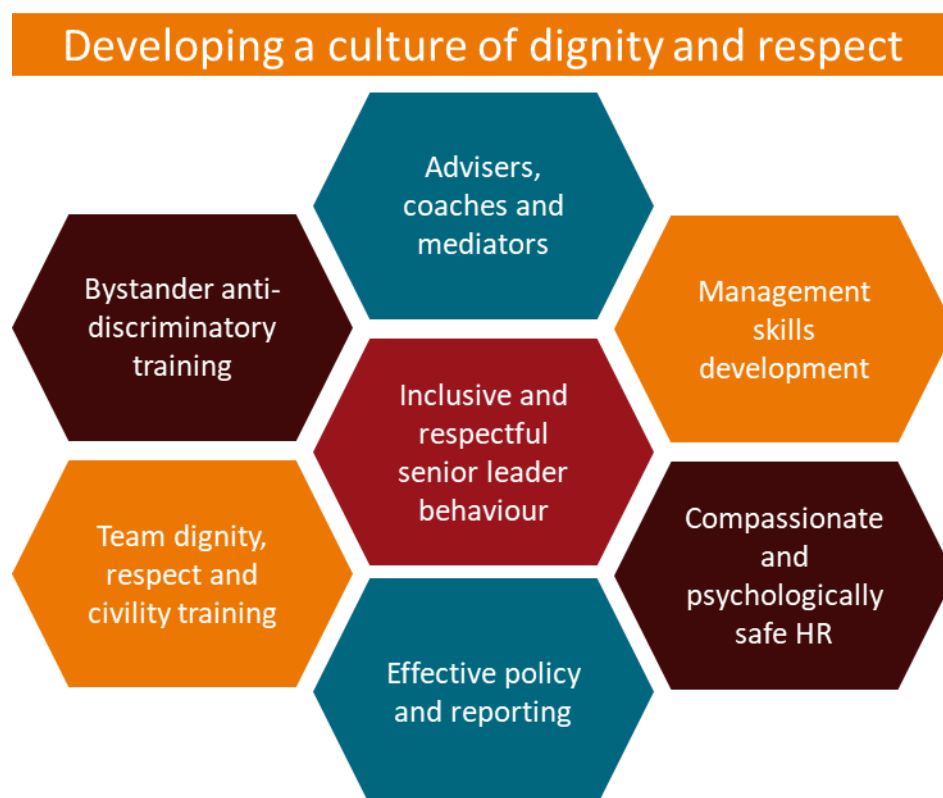 Developing a culture of dignity and respect
Advisers,
coaches and
mediators
Bystander anti-
discriminatory
training
Management
skills
development
Inclusive and
respectful
senior leader
behaviour
Team dignity,
respect and
civility training
Compassionate
and
psychologically
safe HR
Effective policy
and reporting